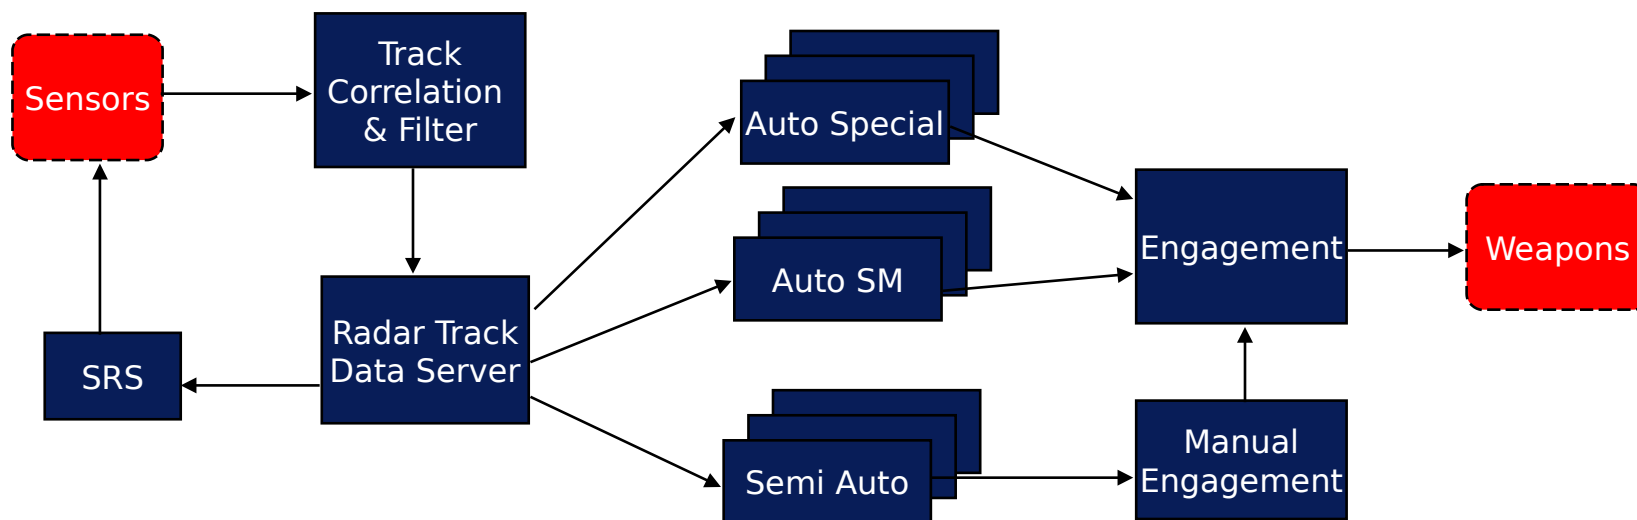 Sensors
Track
Correlation
& Filter
Auto Special
Engagement
Weapons
Auto SM
Radar Track
Data Server
SRS
Semi Auto
Manual
Engagement